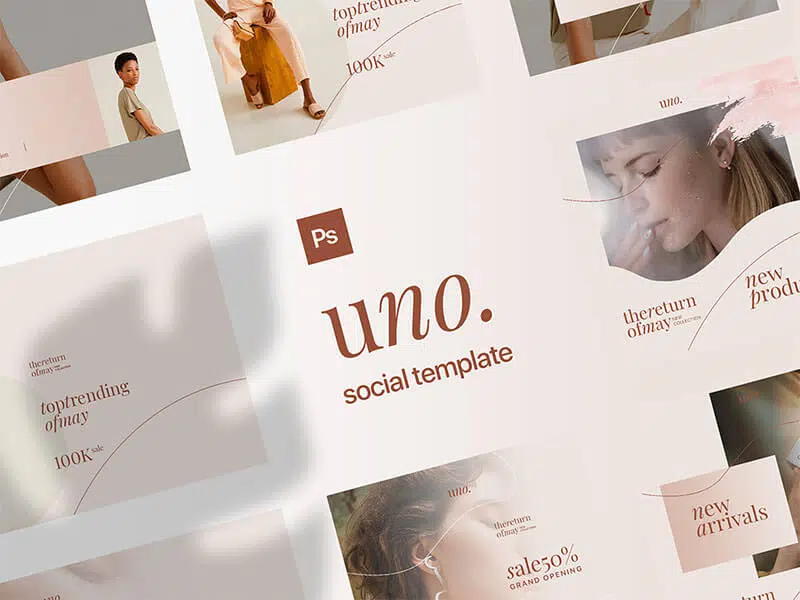 toptrending
ofmay
100K sale
uno.
Ps
uno.
social template
thereturn
ofmay NEW
COLLECTION
new
produ
thereturn
ofmay
toptrending
ofmay
100K sale
uno.
thereturn
ofmay
sale50%
GRAND OPENING
new
arrivals